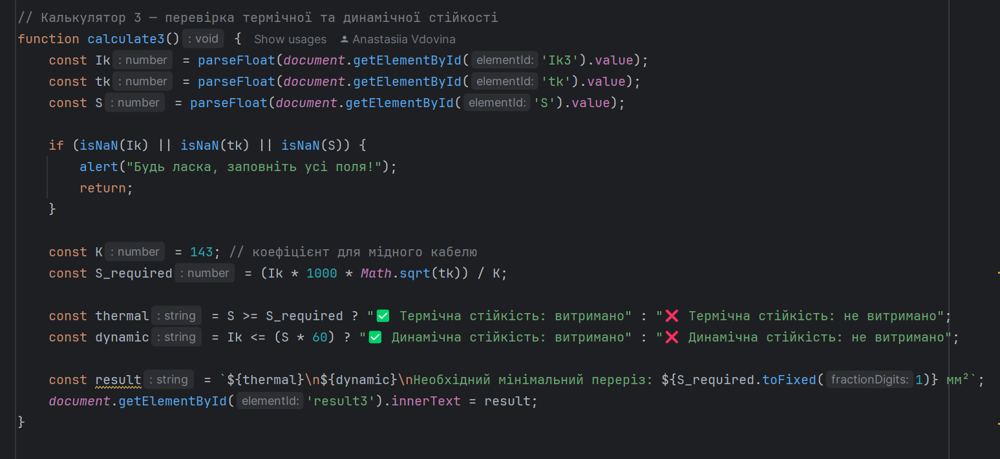 // Калькулятор 3 — перевірка термічної та динамічної стійкості
function calculate3() : void { Show usages Anastasiia Vdovina
const Ik : number = parseFloat(document.getElementById( elementId: 'Ik3').value);
const tk : number = parseFloat(document.getElementById( elementId: 'tk').value);
const S : number = parseFloat(document.getElementById( elementId: 'S').value);
if (isNaN(Ik) || isNaN(tk) || isNaN(S)) {
alert("Будь ласка, заповніть усі поля!");
return;
}
const K : number = 143; // коефіцієнт для мідного кабелю
const S_required : number = (Ik * 1000 * Math.sqrt(tk)) / K;
const thermal : string = S >= S_required ? "✅ Термічна стійкість: витримано" : "❌ Термічна стійкість: не витримано";
const dynamic : string = Ik <= (S * 60) ? "✅ Динамічна стійкість: витримано" : "❌ Динамічна стійкість: не витримано";
const result : string = `${thermal}\n${dynamic}\nНеобхідний мінімальний переріз: ${S_required.toFixed( fractionDigits: 1)} мм²`;
document.getElementById( elementId: 'result3').innerText = result;
}